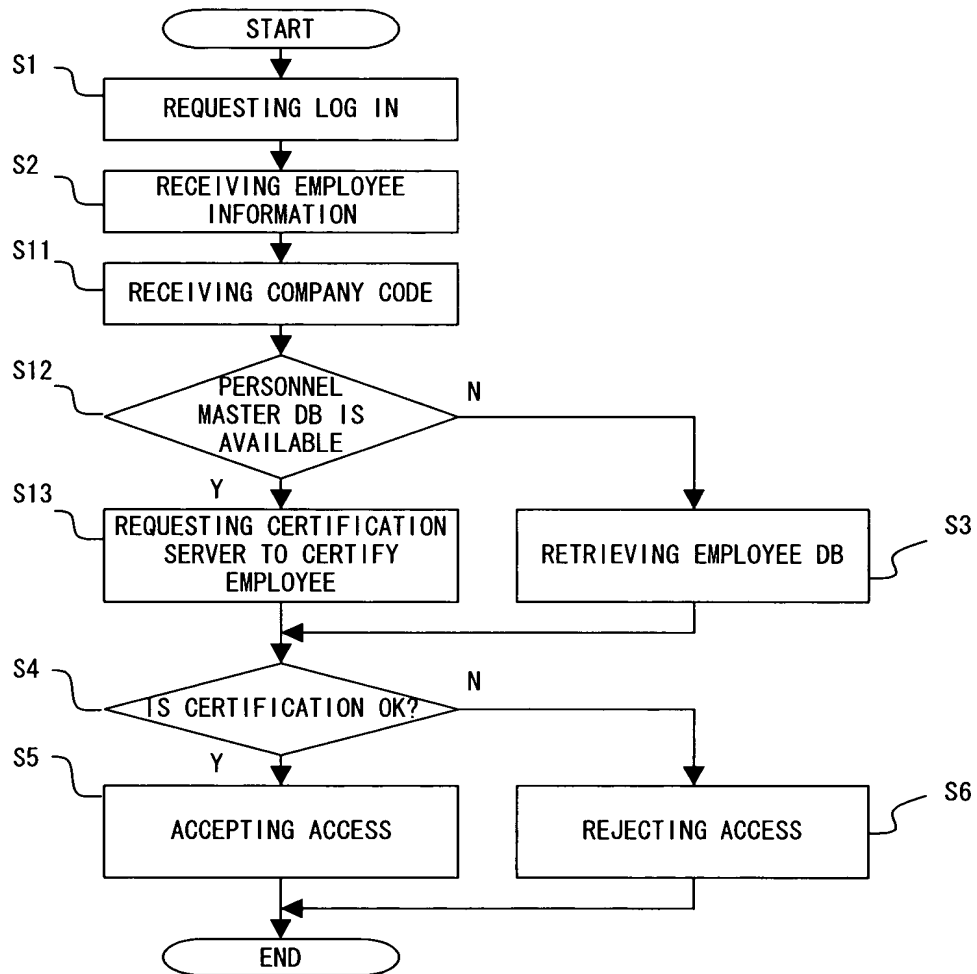 START
S1
REQUESTING LOG IN
S2
RECEIVING EMPLOYEE
INFORMATION
S11
RECEIVING COMPANY CODE
S12
PERSONNEL
MASTER DB IS
AVAILABLE
N
Y
S13
REQUESTING CERTIFICATION
SERVER TO CERTIFY
EMPLOYEE
RETRIEVING EMPLOYEE DB
S3
S4
IS CERTIFICATION OK?
N
Y
S5
ACCEPTING ACCESS
REJECTING ACCESS
S6
END